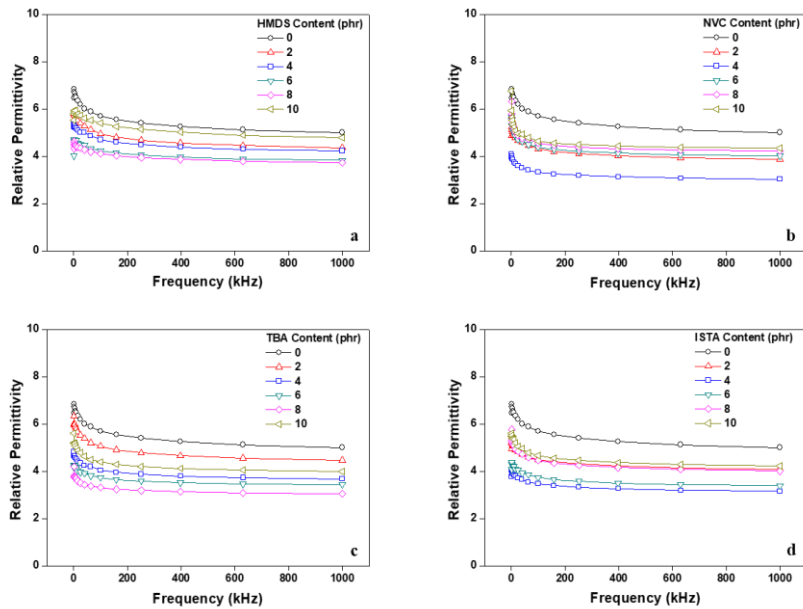 HMDS Content (phr)
0
2
4
6
8
10
Relative Permittivity
10
8
6
4
2
0
0 200 400 600 800 1000
Frequency (kHz)
a
NVC Content (phr)
0
2
4
6
8
10
Relative Permittivity
10
8
6
4
2
0
0 200 400 600 800 1000
Frequency (kHz)
b
TBA Content (phr)
0
2
4
6
8
10
Relative Permittivity
10
8
6
4
2
0
0 200 400 600 800 1000
Frequency (kHz)
c
ISTA Content (phr)
0
2
4
6
8
10
Relative Permittivity
10
8
6
4
2
0
0 200 400 600 800 1000
Frequency (kHz)
d